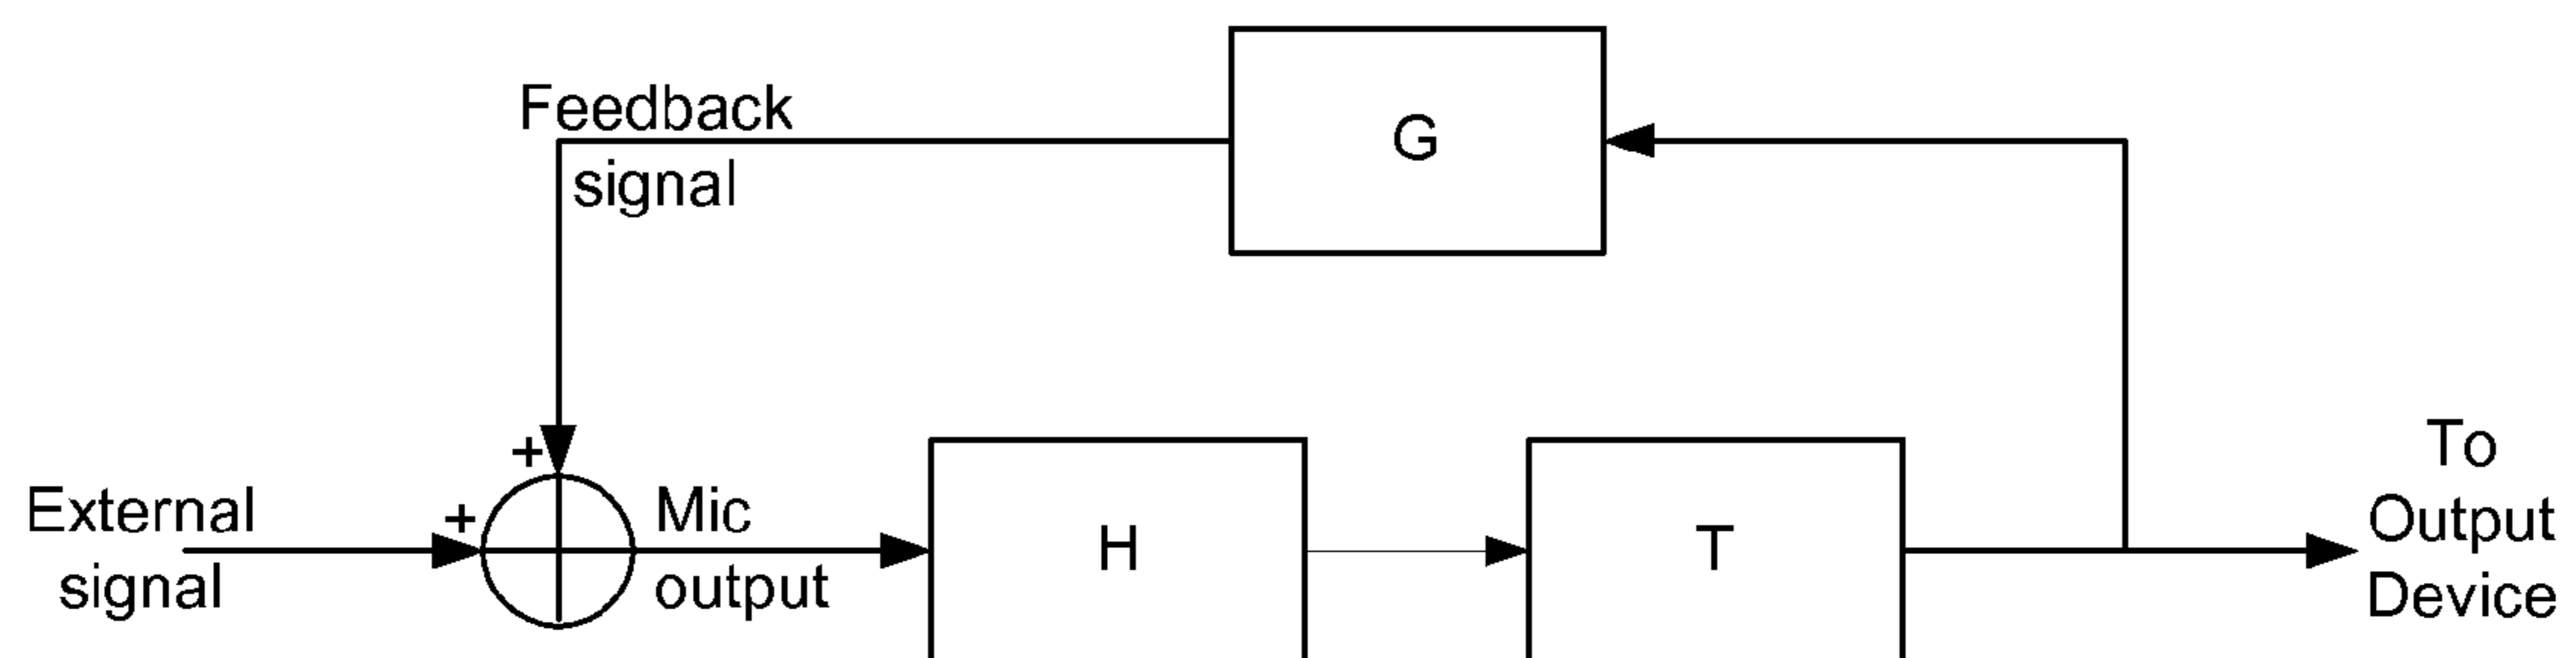 G
Feedback
signal
+
+
External
signal
Mic
output
H
T
To
Output
Device